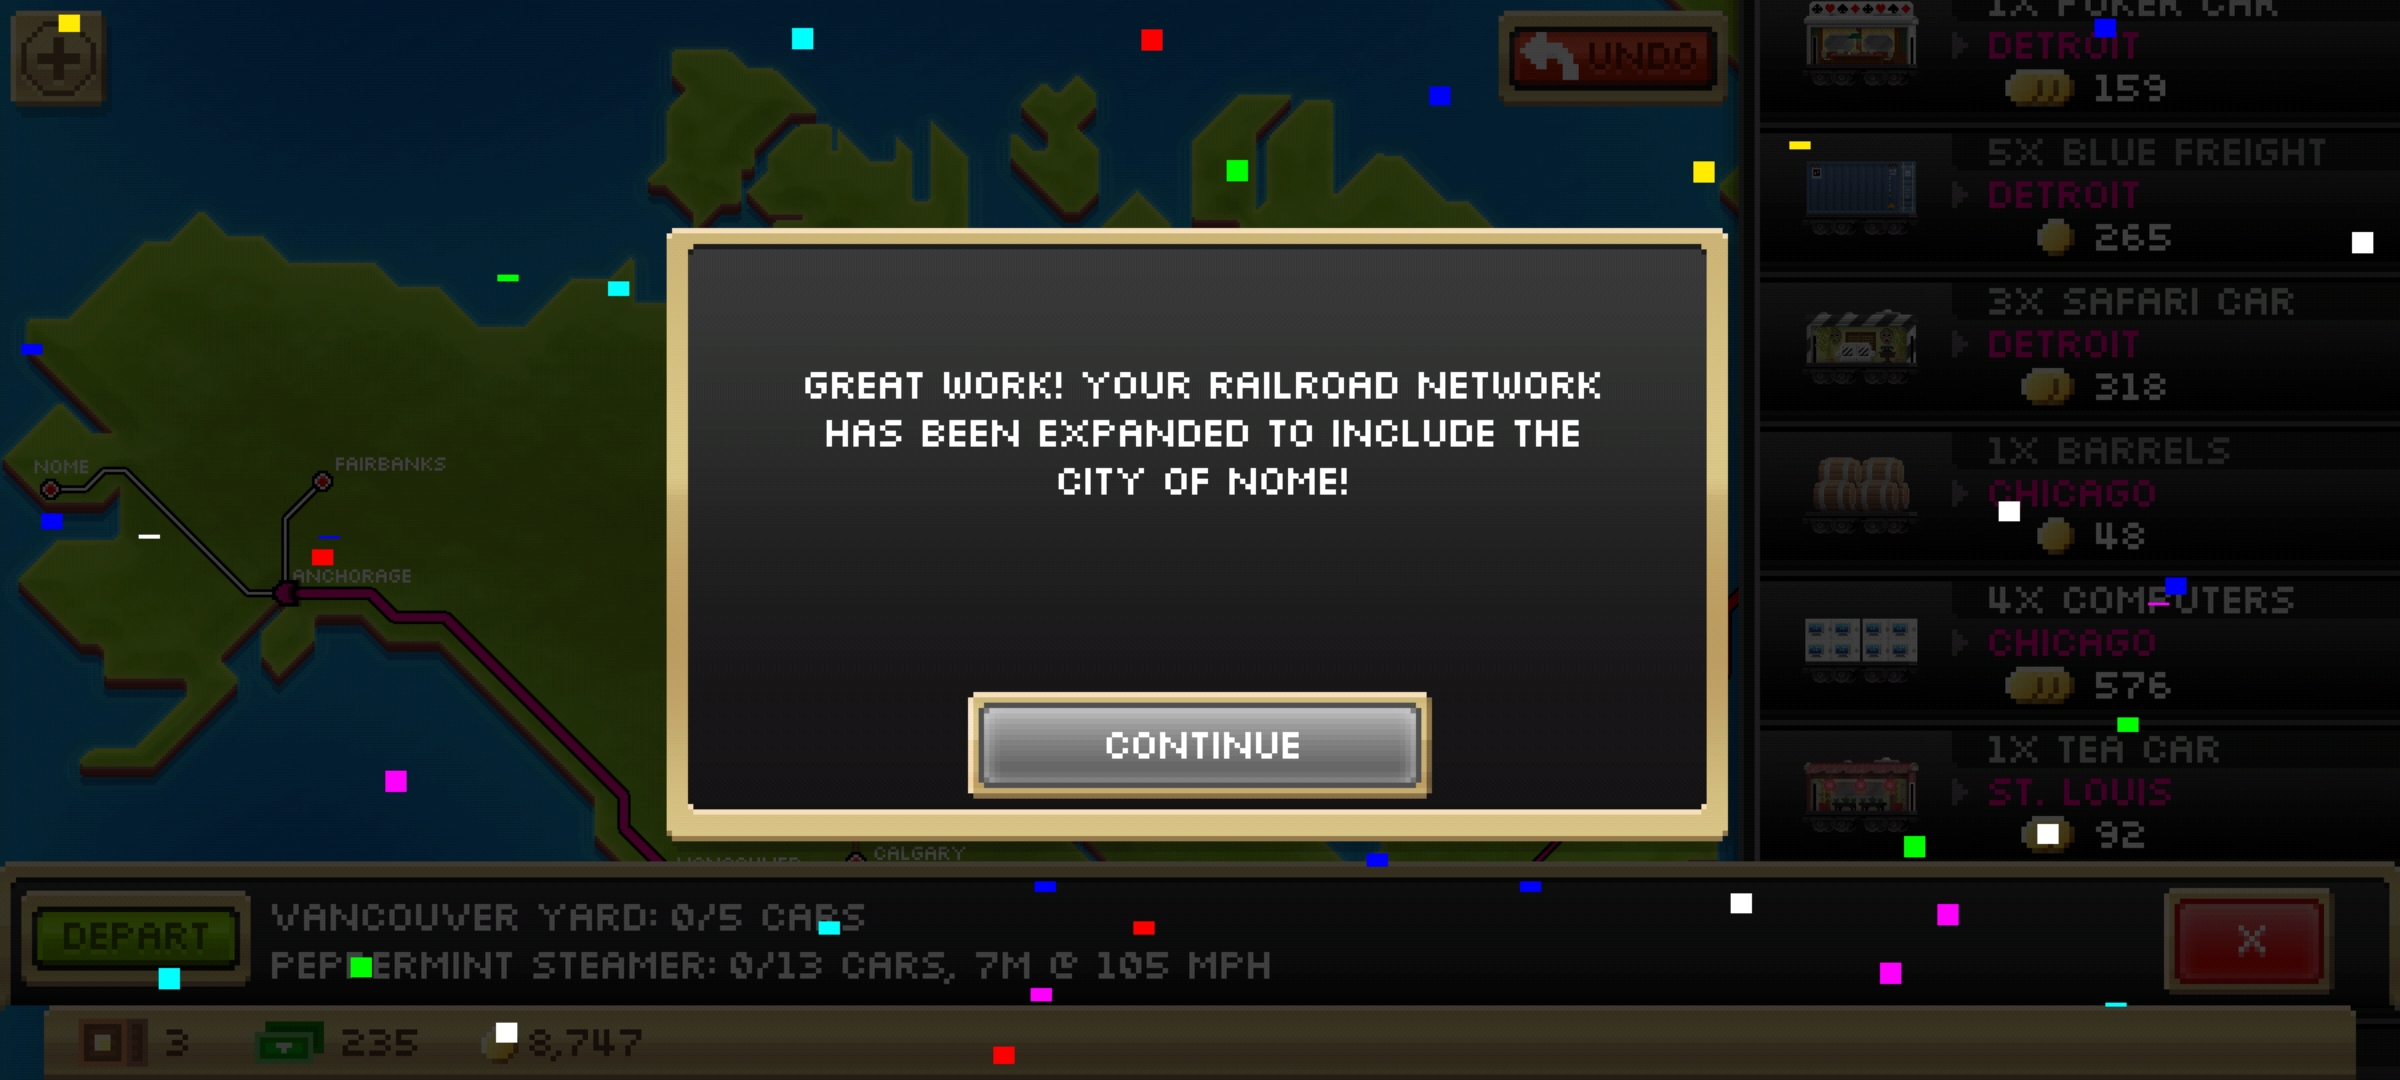 UNDO
1X POKER CAR
DETROIT
159
5X BLUE FREIGHT
DETROIT
265
3X SAFARI CAR
DETROIT
318
1X BARRELS
CHICAGO
48
4X COMPUTERS
CHICAGO
576
1X TEA CAR
ST. LOUIS
92
NOME
FAIRBANKS
ANCHORAGE
GREAT WORK! YOUR RAILROAD NETWORK
HAS BEEN EXPANDED TO INCLUDE THE
CITY OF NOME!
CONTINUE
VANCOUVER
CALGARY
DEPART
VANCOUVER YARD: 0/5 CARS
PEPPERMINT STEAMER: 0/13 CARS, 7M @ 105 MPH
X
3
235
8,747